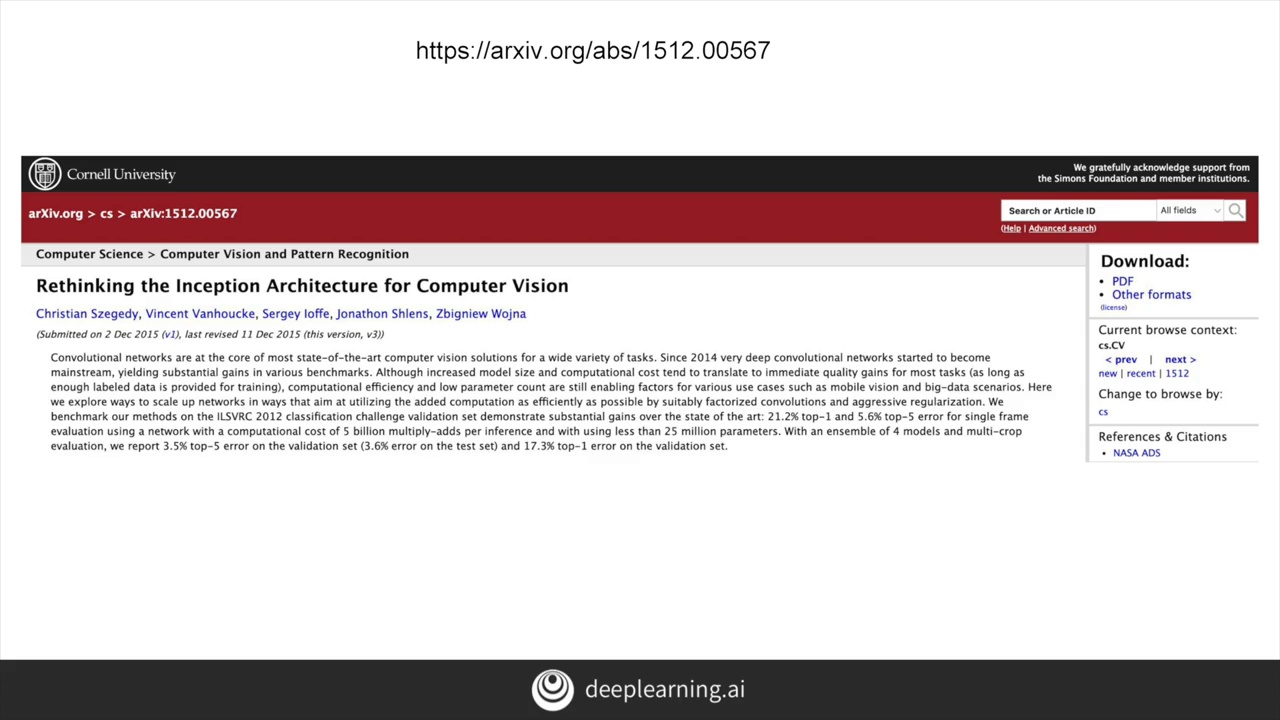 https://arxiv.org/abs/1512.00567
Cornell University
We gratefully acknowledge support from
the Simons Foundation and member institutions.
arXiv.org > cs > arXiv:1512.00567
Search or Article ID
All fields
(Help | Advanced search)
Computer Science > Computer Vision and Pattern Recognition
Rethinking the Inception Architecture for Computer Vision
Christian Szegedy, Vincent Vanhoucke, Sergey Ioffe, Jonathon Shlens, Zbigniew Wojna
(Submitted on 2 Dec 2015 (v1), last revised 11 Dec 2015 (this version, v3))
Convolutional networks are at the core of most state-of-the-art computer vision solutions for a wide variety of tasks. Since 2014 very deep convolutional networks started to become
mainstream, yielding substantial gains in various benchmarks. Although increased model size and computational cost tend to translate to immediate quality gains for most tasks (as long as
enough labeled data is provided for training), computational efficiency and low parameter count are still enabling factors for various use cases such as mobile vision and big-data scenarios. Here
we explore ways to scale up networks in ways that aim at utilizing the added computation as efficiently as possible by suitably factorized convolutions and aggressive regularization. We
benchmark our methods on the ILSVRC 2012 classification challenge validation set demonstrate substantial gains over the state of the art: 21.2% top-1 and 5.6% top-5 error for single frame
evaluation using a network with a computational cost of 5 billion multiply-adds per inference and with using less than 25 million parameters. With an ensemble of 4 models and multi-crop
evaluation, we report 3.5% top-5 error on the validation set (3.6% error on the test set) and 17.3% top-1 error on the validation set.
Download:
• PDF
• Other formats
(license)
Current browse context:
cs.CV
< prev | next >
new | recent | 1512
Change to browse by:
cs
References & Citations
• NASA ADS
deeplearning.ai